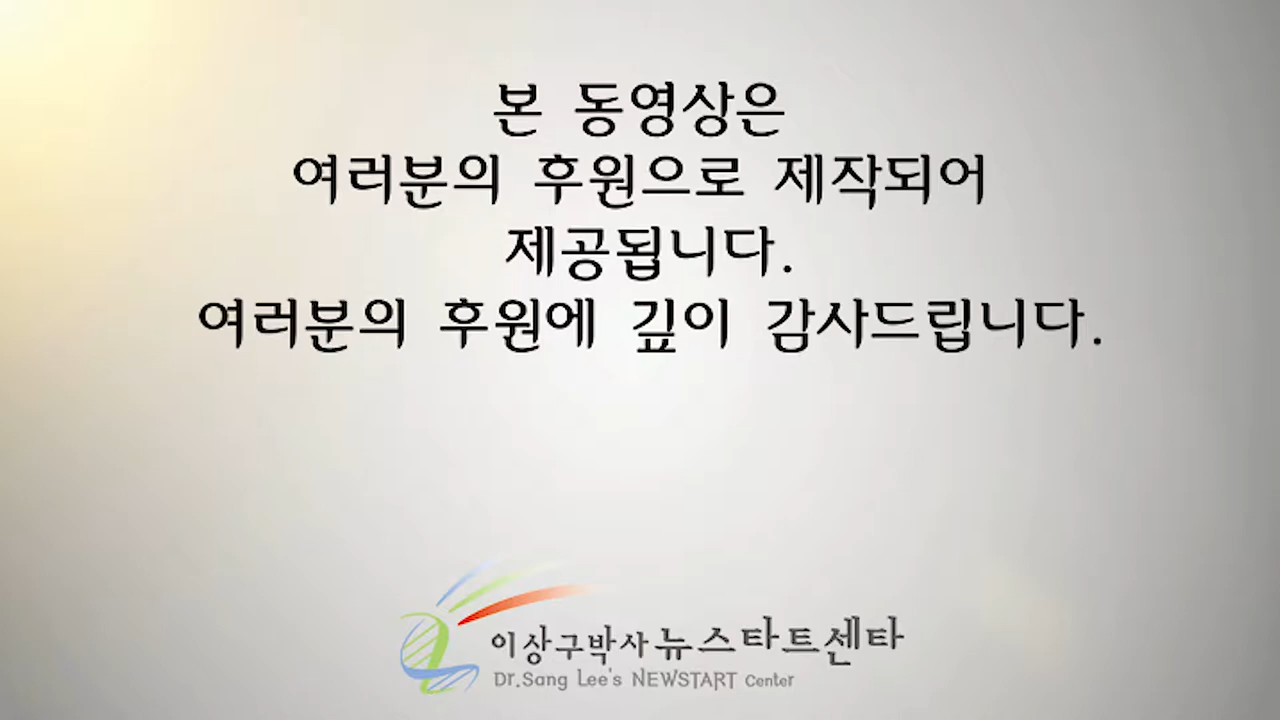 본 동영상은
여러분의 후원으로 제작되어
제공됩니다.
여러분의 후원에 깊이 감사드립니다.
이상구박사 뉴스타트센타
Dr.Sang Lee's NEWSTART Center